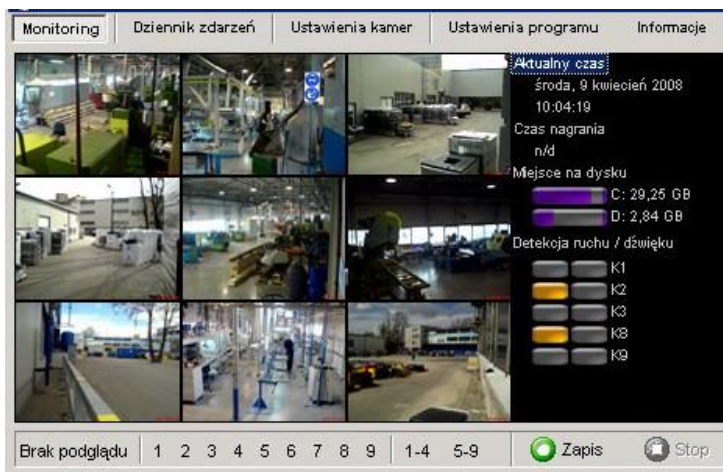 Monitoring Dziennik zdarzeń Ustawienia kamer Ustawienia programu Informacje
Aktualny czas
środa, 9 kwiecień 2008
10:04:19
Czas nagrania
n/d
Miejsce na dysku
C: 29,25 GB
D: 2,84 GB
Detekcja ruchu / dźwięku
K1
K2
K3
K8
K9
Brak podglądu 1 2 3 4 5 6 7 8 9 1-4 5-9 Zapis Stop